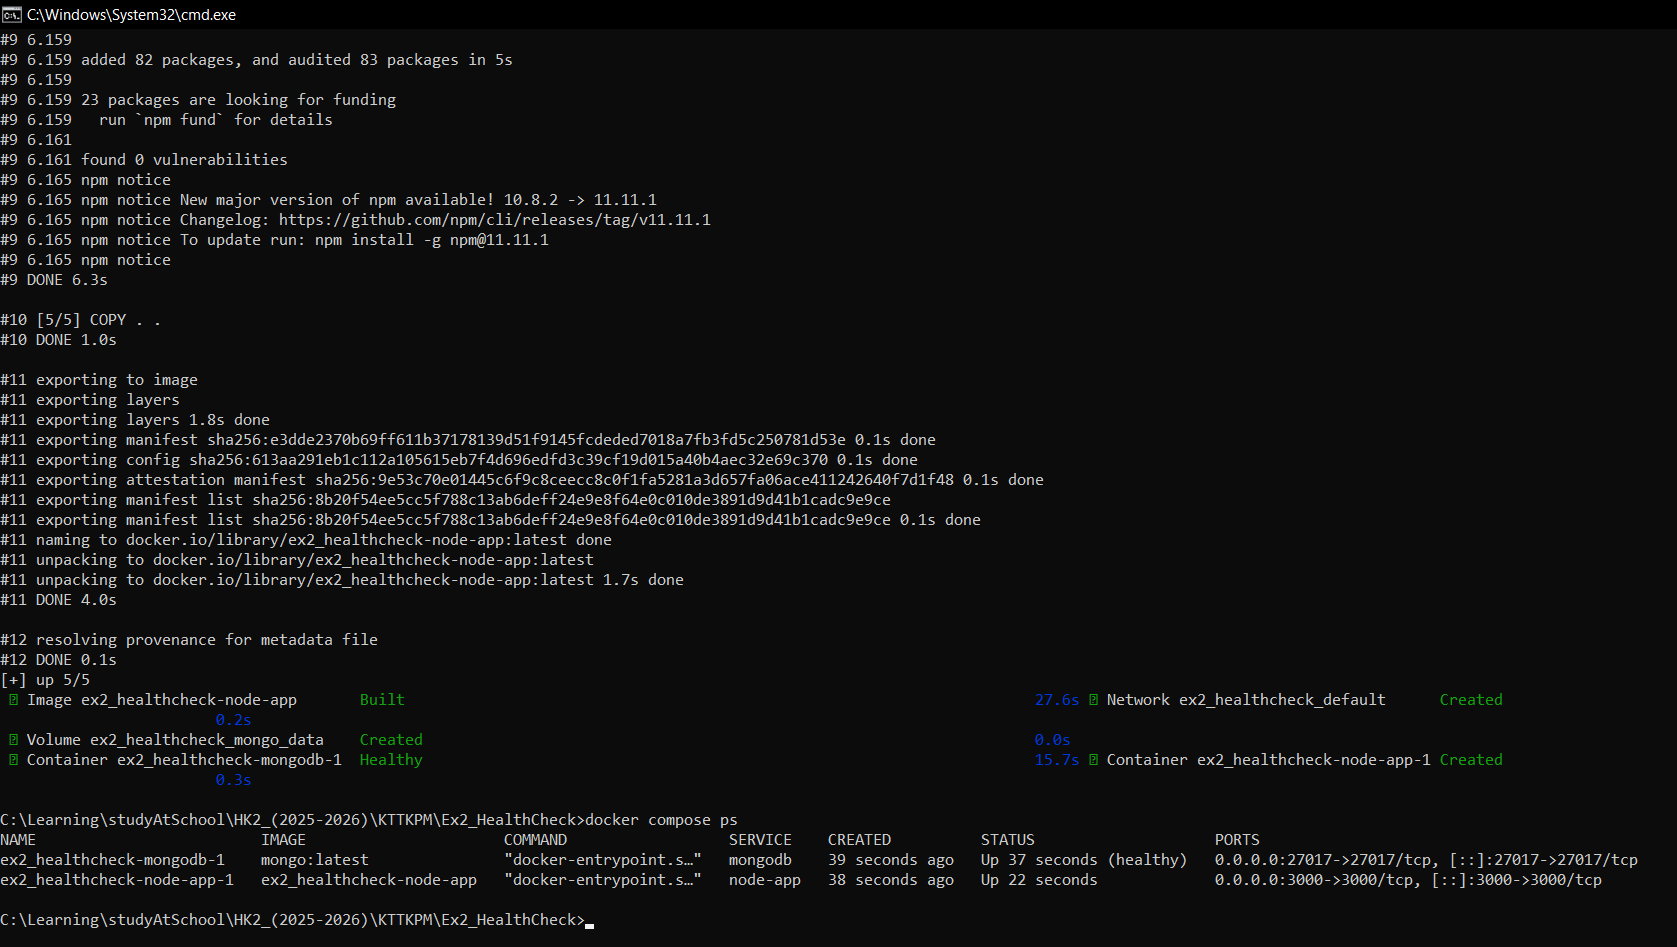 C:\Windows\System32\cmd.exe
#9 6.159
#9 6.159 added 82 packages, and audited 83 packages in 5s
#9 6.159
#9 6.159 23 packages are looking for funding
#9 6.159   run `npm fund` for details
#9 6.161
#9 6.161 found 0 vulnerabilities
#9 6.165 npm notice
#9 6.165 npm notice New major version of npm available! 10.8.2 -> 11.11.1
#9 6.165 npm notice Changelog: https://github.com/npm/cli/releases/tag/v11.11.1
#9 6.165 npm notice To update run: npm install -g npm@11.11.1
#9 6.165 npm notice
#9 DONE 6.3s
#10 [5/5] COPY . .
#10 DONE 1.0s
#11 exporting to image
#11 exporting layers
#11 exporting layers 1.8s done
#11 exporting manifest sha256:e3dde2370b69ff611b37178139d51f9145fcdeded7018a7fb3fd5c250781d53e 0.1s done
#11 exporting config sha256:613aa291eb1c112a105615eb7f4d696edfd3c39cf19d015a40b4aec32e69c370 0.1s done
#11 exporting attestation manifest sha256:9e53c70e01445c6f9c8ceecc8c0f1fa5281a3d657fa06ace411242640f7d1f48 0.1s done
#11 exporting manifest list sha256:8b20f54ee5cc5f788c13ab6deff24e9e8f64e0c010de3891d9d41b1cadc9e9ce
#11 exporting manifest list sha256:8b20f54ee5cc5f788c13ab6deff24e9e8f64e0c010de3891d9d41b1cadc9e9ce 0.1s done
#11 naming to docker.io/library/ex2_healthcheck-node-app:latest done
#11 unpacking to docker.io/library/ex2_healthcheck-node-app:latest
#11 unpacking to docker.io/library/ex2_healthcheck-node-app:latest 1.7s done
#11 DONE 4.0s
#12 resolving provenance for metadata file
#12 DONE 0.1s
[+] up 5/5
Image ex2_healthcheck-node-app       Built 27.6s Network ex2_healthcheck_default      Created
0.2s
Volume ex2_healthcheck_mongo_data    Created 0.0s
Container ex2_healthcheck-mongodb-1  Healthy 15.7s Container ex2_healthcheck-node-app-1 Created
0.3s
C:\Learning\studyAtSchool\HK2_(2025-2026)\KTTKPM\Ex2_HealthCheck>docker compose ps
NAME                         IMAGE                      COMMAND                  SERVICE    CREATED          STATUS                    PORTS
ex2_healthcheck-mongodb-1    mongo:latest               "docker-entrypoint.s…"   mongodb    39 seconds ago   Up 37 seconds (healthy)   0.0.0.0:27017->27017/tcp, [::]:27017->27017/tcp
ex2_healthcheck-node-app-1   ex2_healthcheck-node-app   "docker-entrypoint.s…"   node-app   38 seconds ago   Up 22 seconds             0.0.0.0:3000->3000/tcp, [::]:3000->3000/tcp
C:\Learning\studyAtSchool\HK2_(2025-2026)\KTTKPM\Ex2_HealthCheck>